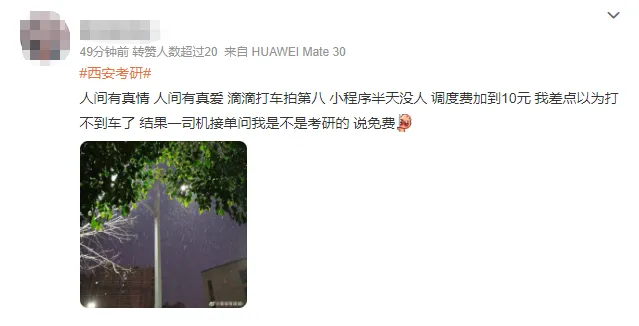 49分钟前 转赞人数超过20 来自 HUAWEI Mate 30
#西安考研#
人间有真情 人间有真爱 滴滴打车拍第八 小程序半天没人 调度费加到10元 我差点以为打
不到车了 结果一司机接单问我是不是考研的 说免费